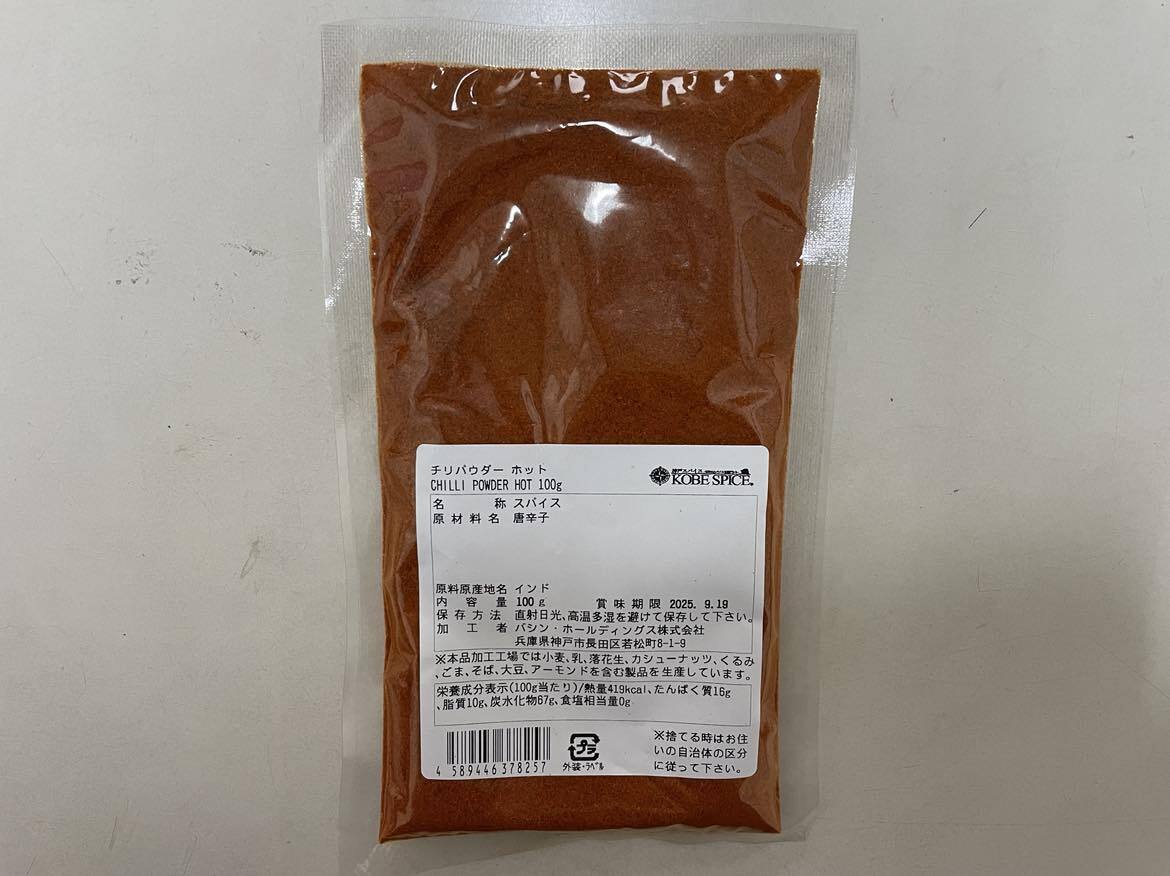 チリパウダー ホット
CHILLI POWDER HOT 100g
KOBE SPICE
名 称 スパイス
原材料名 唐辛子
原料原産地名 インド
内容量 100g 賞味期限 2025. 9.19
保存方法 直射日光、高温多湿を避けて保存して下さい。
加工者 バシン・ホールディングス株式会社
兵庫県神戸市長田区若松町8-1-9
※本品加工工場では小麦、乳、落花生、カシューナッツ、くるみ
、ごま、そば、大豆、アーモンドを含む製品を生産しています。
栄養成分表示(100g当たり)/熱量419kcal、たんぱく質16g
、脂質10g、炭水化物67g、食塩相当量0g
4 589446378257
プラ
外装・ラベル
※捨てる時はお住
いの自治体の区分
に従って下さい。